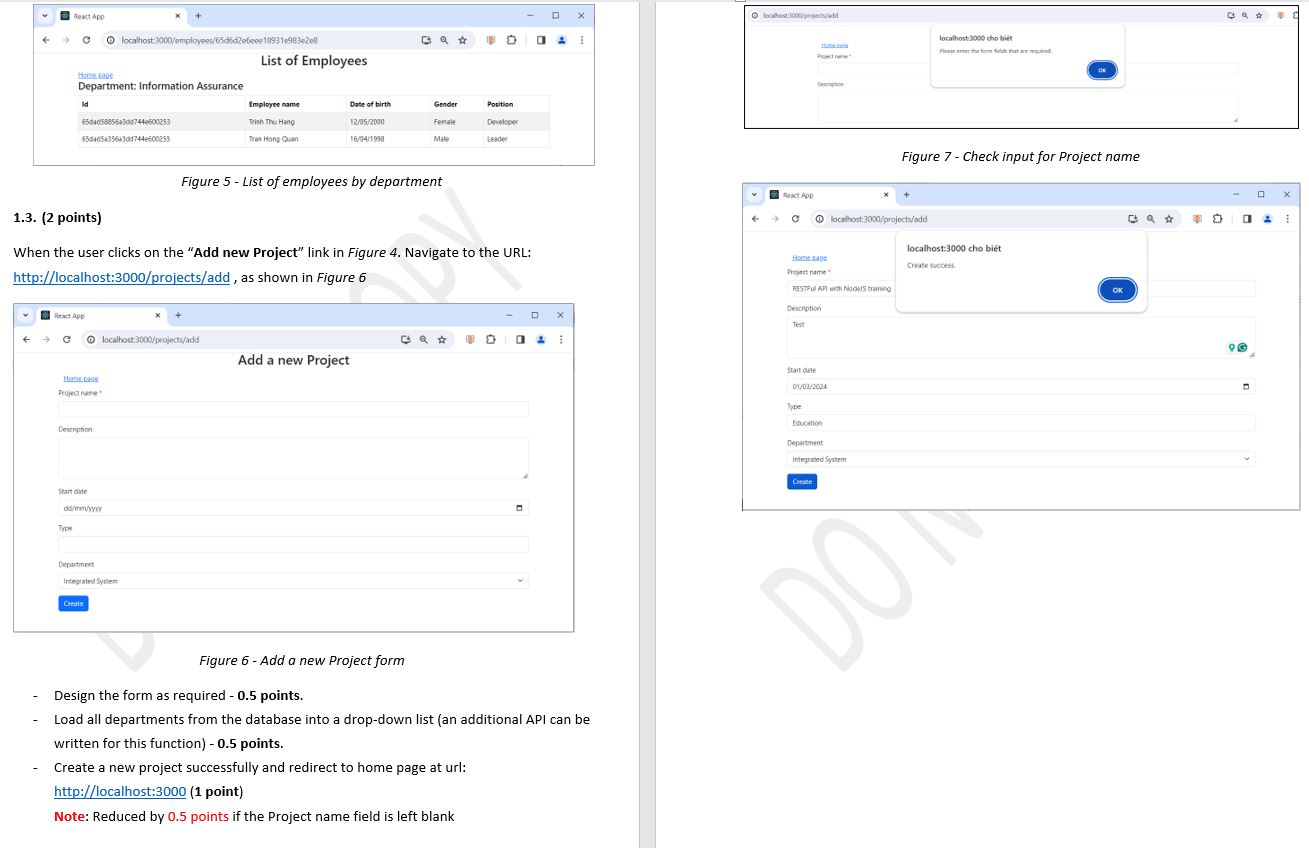 React App
localhost:3000/employees/65d6d2e6eee18931e983e2e8
List of Employees
Home page
Department: Information Assurance
Id Employee name Date of birth Gender Position
65dad58856a3dd744e600253 Trinh Thu Hang 12/05/2000 Female Developer
65dad5a356a3dd744e600255 Tran Hong Quan 16/04/1998 Male Leader
Figure 5 - List of employees by department
1.3. (2 points)
When the user clicks on the “Add new Project” link in Figure 4. Navigate to the URL:
http://localhost:3000/projects/add , as shown in Figure 6
React App
localhost:3000/projects/add
Add a new Project
Home page
Project name *
Description
Start date
dd/mm/yyyy
Type
Department
Integrated System
Create
Figure 6 - Add a new Project form
- Design the form as required - 0.5 points.
- Load all departments from the database into a drop-down list (an additional API can be
written for this function) - 0.5 points.
- Create a new project successfully and redirect to home page at url:
http://localhost:3000 (1 point)
Note: Reduced by 0.5 points if the Project name field is left blank
localhost:3000/projects/add
localhost:3000 cho biết
Please enter the form fields that are required.
OK
Home page
Project name *
Description
Figure 7 - Check input for Project name
React App
localhost:3000/projects/add
localhost:3000 cho biết
Create success.
OK
Home page
Project name *
RESTFul API with NodeJS training
Description
Test
Start date
01/03/2024
Type
Education
Department
Integrated System
Create
DO N